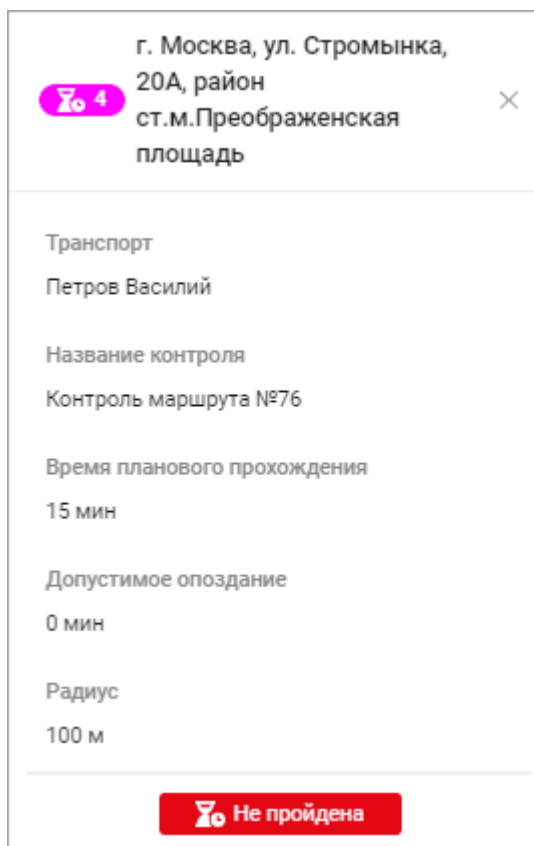 г. Москва, ул. Стромынка,
20А, район
4
ст.м.Преображенская
площадь
Транспорт
Петров Василий
Название контроля
Контроль маршрута №76
Время планового прохождения
15 мин
Допустимое опоздание
0 мин
Радиус
100 м
Не пройдена